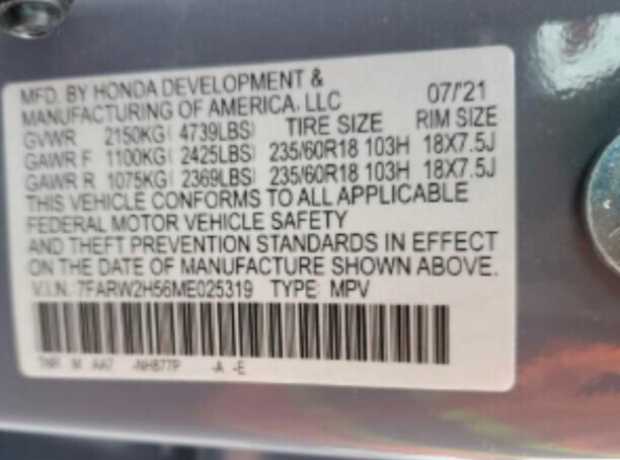 MFD. BY HONDA DEVELOPMENT &
MANUFACTURING OF AMERICA, LLC 07/'21
GVWR 2150KG( 4739LBS) TIRE SIZE RIM SIZE
GAWR F 1100KG( 2425LBS) 235/60R18 103H 18X7.5J
GAWR R 1075KG( 2369LBS) 235/60R18 103H 18X7.5J
THIS VEHICLE CONFORMS TO ALL APPLICABLE
FEDERAL MOTOR VEHICLE SAFETY
AND THEFT PREVENTION STANDARDS IN EFFECT
ON THE DATE OF MANUFACTURE SHOWN ABOVE.
V.I.N.: 7FARW2H56ME025319 TYPE: MPV
AA7 -NH877P -A -E